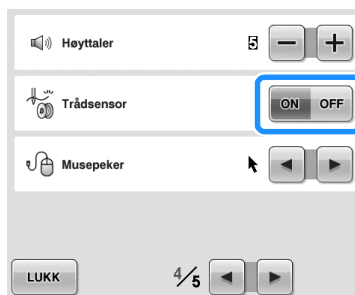 Høyttaler 5 − +
Trådsensor ON OFF
Musepeker
LUKK 4/5